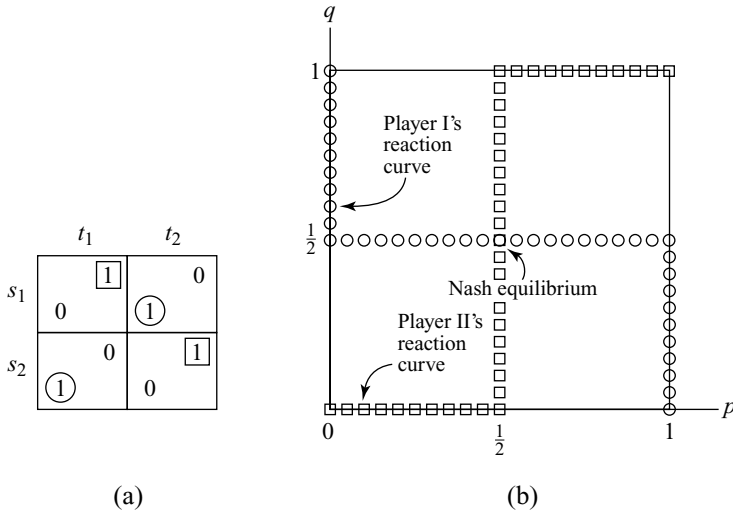 q
1
Player I's
reaction
curve
1/2
Nash equilibrium
Player II's
reaction
curve
0
1/2
1
p
t₁ t₂
s₁
1
0
0
1
s₂
0
1
1
0
(a)
(b)